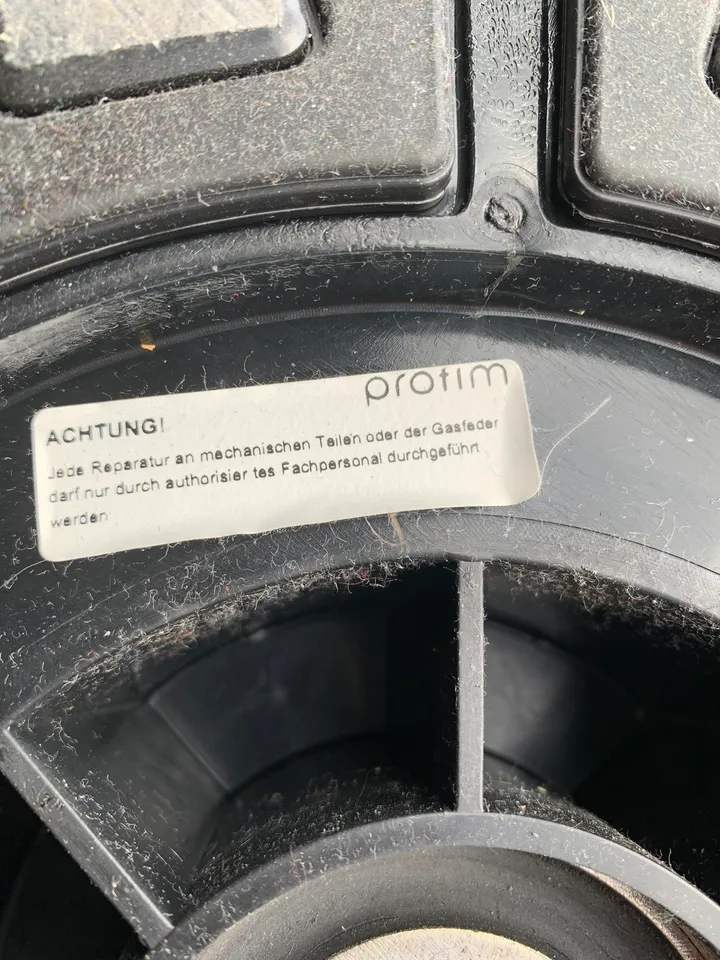 protim
ACHTUNG!
Jede Reparatur an mechanischen Teilen oder der Gasfeder
darf nur durch authorisier tes Fachpersonal durchgeführt
werden